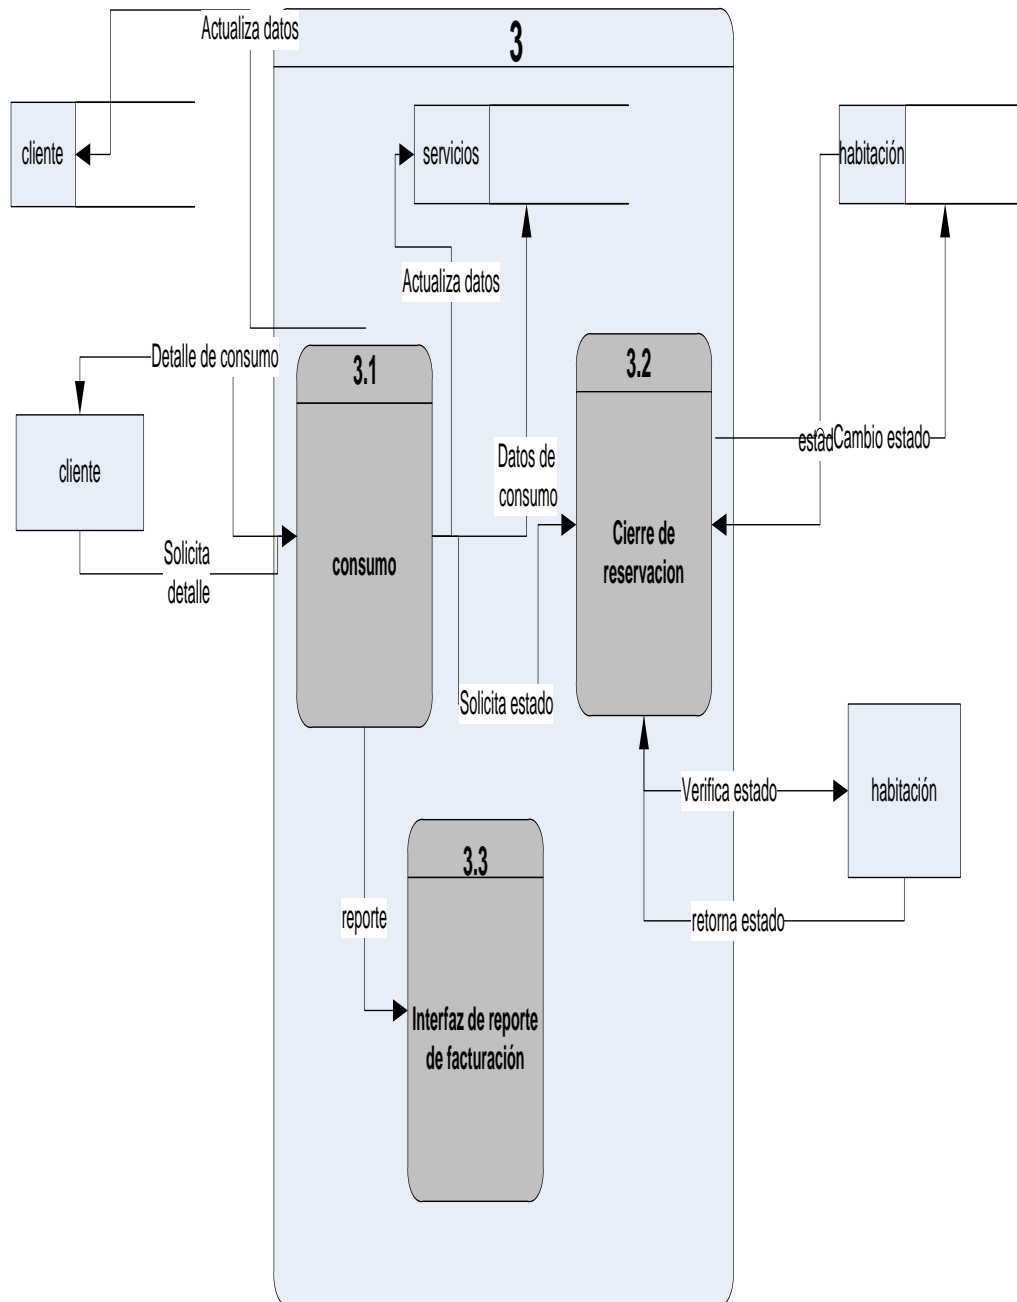 Actualiza datos
3
cliente
servicios
habitación
Actualiza datos
Detalle de consumo
3.1
3.2
estado
Cambio estado
Datos de
consumo
cliente
Cierre de
reservacion
Solicita
detalle
consumo
Solicita estado
Verifica estado
habitación
3.3
reporte
retorna estado
Interfaz de reporte
de facturación